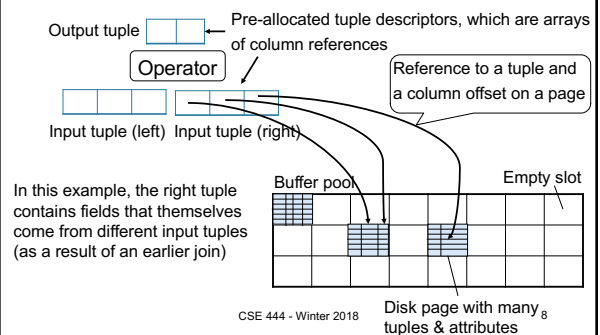 Output tuple
Pre-allocated tuple descriptors, which are arrays
of column references
Operator
Reference to a tuple and
a column offset on a page
Input tuple (left) Input tuple (right)
In this example, the right tuple
contains fields that themselves
come from different input tuples
(as a result of an earlier join)
Buffer pool
Empty slot
CSE 444 - Winter 2018
Disk page with many
tuples & attributes
8